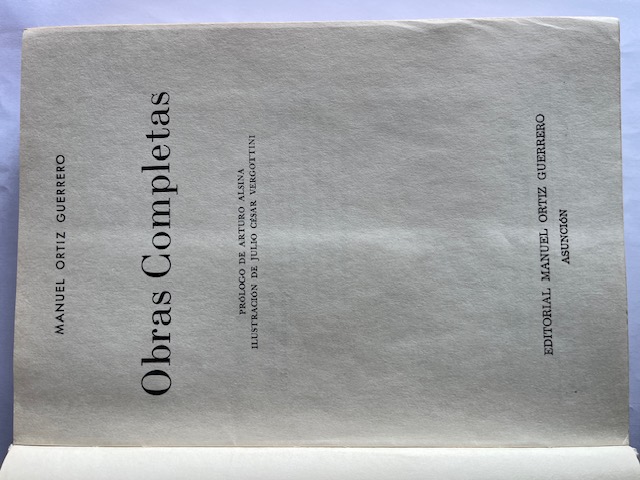 MANUEL ORTIZ GUERRERO
Obras Completas
PRÓLOGO DE ARTURO ALSINA
ILUSTRACIÓN DE JULIO CÉSAR VERGOTTINI
EDITORIAL MANUEL ORTIZ GUERRERO
ASUNCIÓN